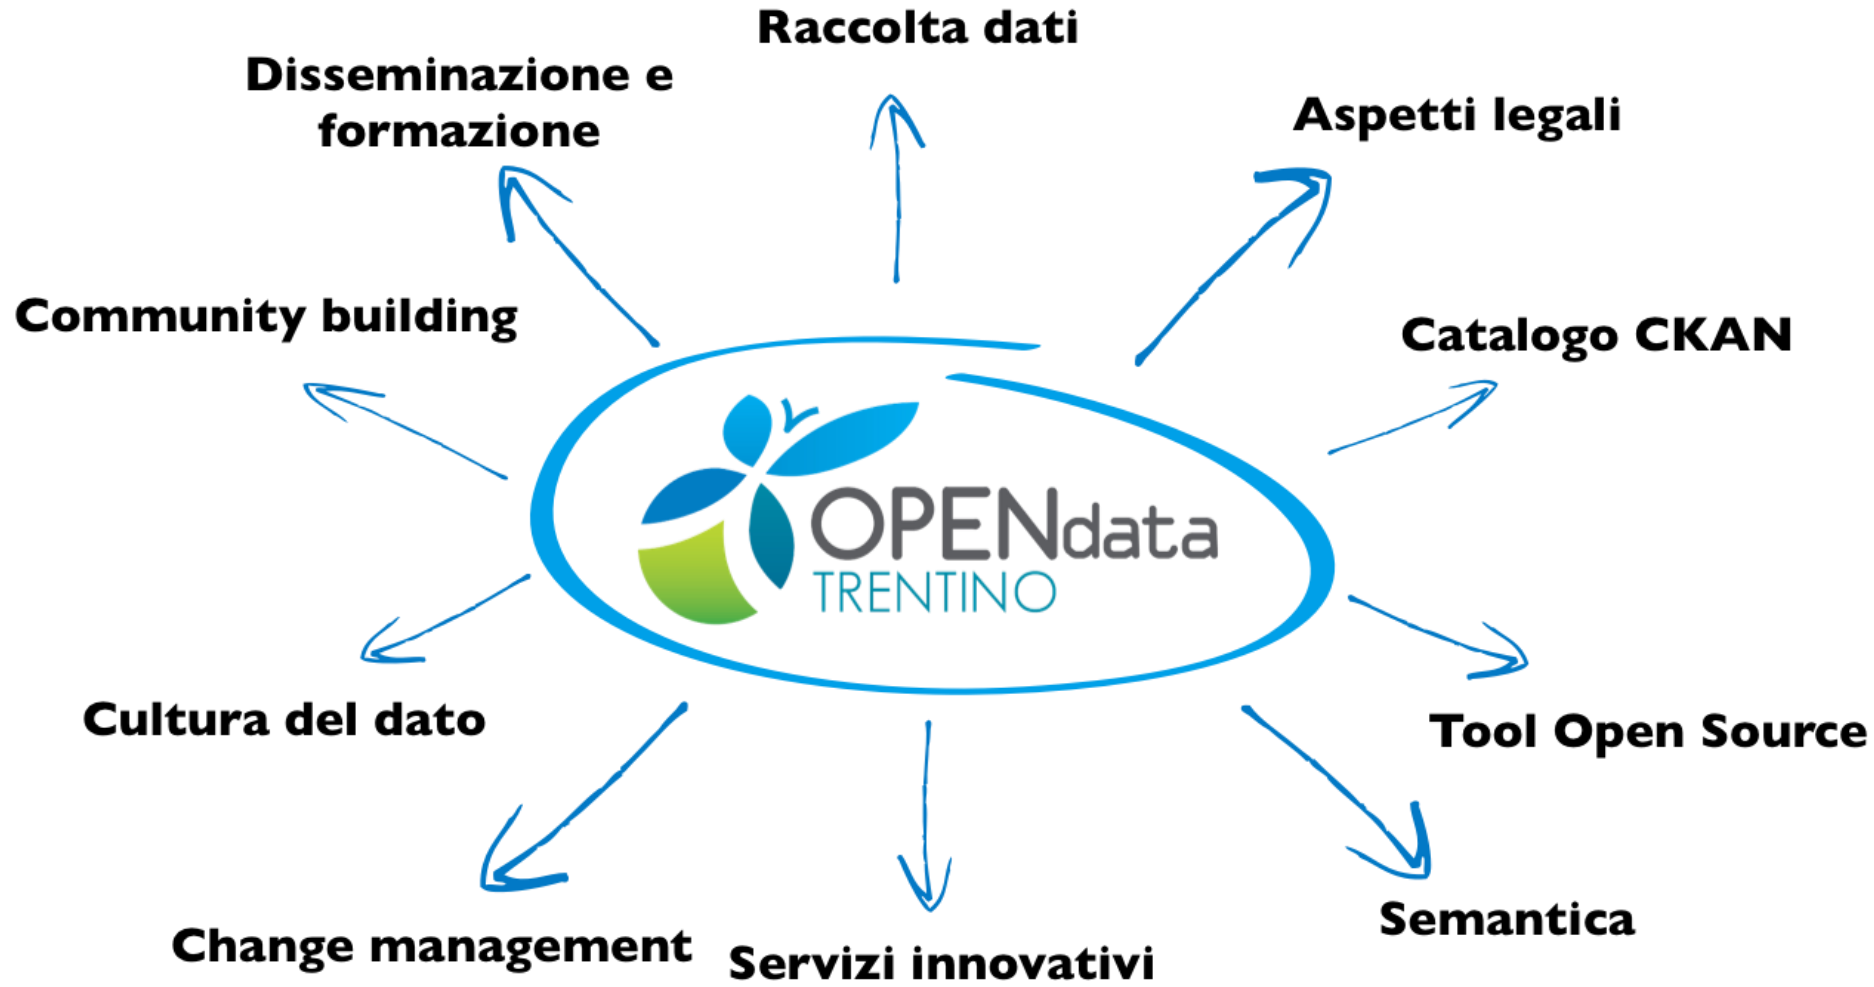 Raccolta dati
Disseminazione e
formazione
Aspetti legali
Community building
Catalogo CKAN
OPENdata
TRENTINO
Cultura del dato
Tool Open Source
Change management
Servizi innovativi
Semantica